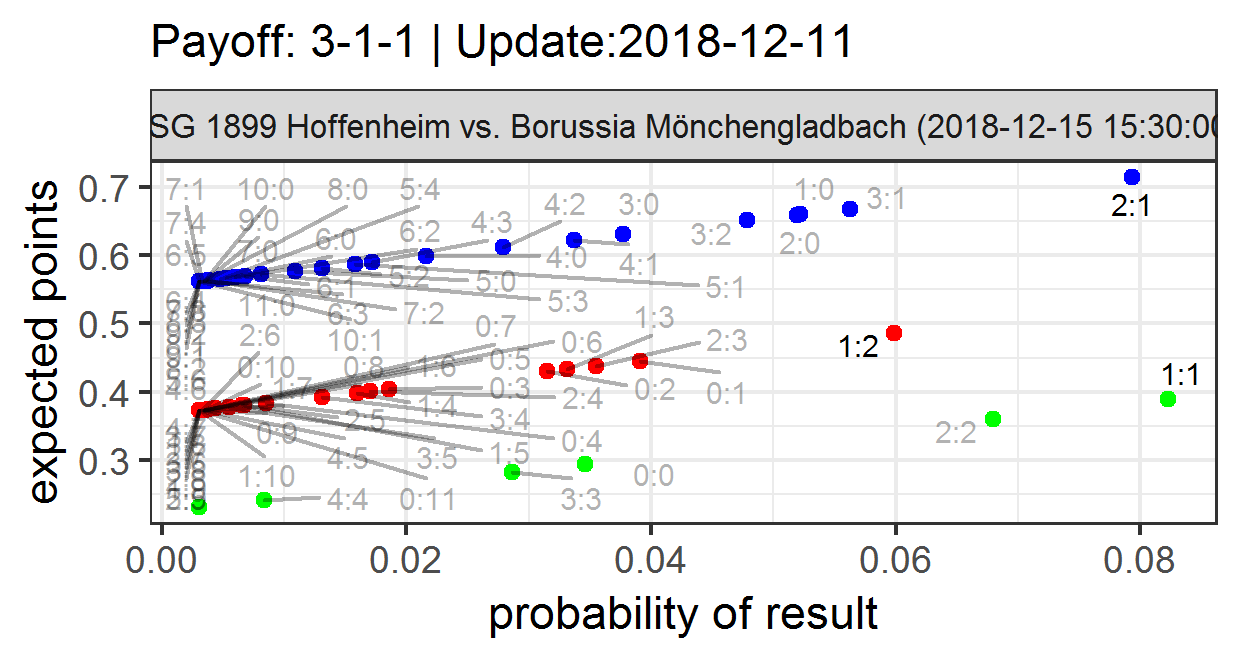 Payoff: 3-1-1 | Update:2018-12-11
SG 1899 Hoffenheim vs. Borussia Mönchengladbach (2018-12-15 15:30:00
expected points
0.7
0.6
0.5
0.4
0.3
7:1 10:0 8:0 5:4 4:2 3:0 1:0 3:1
2:1
7:4 9:0 6:0 6:2 4:3 3:2 2:0
6:5 7:0 4:0 4:1
6:1 5:2 5:0 5:1
11:0 6:3 7:2 5:3
2:6 10:1 0:7 0:6 1:3 2:3
1:2
0:10 0:8 1:6 0:5
1:1
1:7 0:3 2:4 0:2 0:1
2:5 1:4 3:4
0:9 0:4 2:2
4:5 3:5 1:5
1:10 0:0
4:4 0:11 3:3
0.00 0.02 0.04 0.06 0.08
probability of result